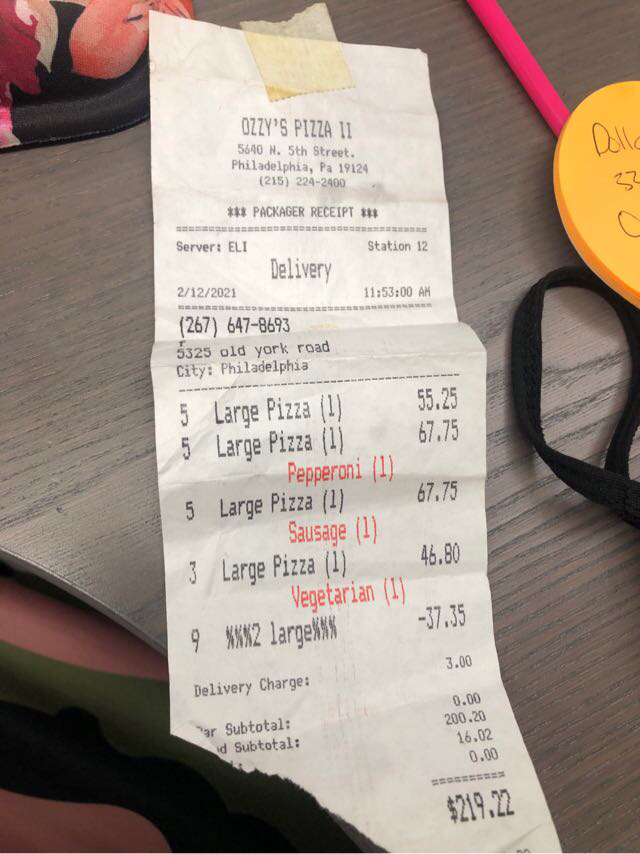 OZZY'S PIZZA II
5640 N. 5th Street.
Philadelphia, Pa 19124
(215) 224-2400
*** PACKAGER RECEIPT ***
Server: ELI Station 12
Delivery
2/12/2021 11:53:00 AM
(267) 647-8693
r
5325 old york road
City: Philadelphia
5 Large Pizza (1) 55.25
5 Large Pizza (1) 67.75
Pepperoni (1)
5 Large Pizza (1) 67.75
Sausage (1)
3 Large Pizza (1) 46.80
Vegetarian (1)
9 %%%2 large%%% -37.35
Delivery Charge: 3.00
ar Subtotal: 0.00
d Subtotal: 200.20
16.02
0.00
$219.22